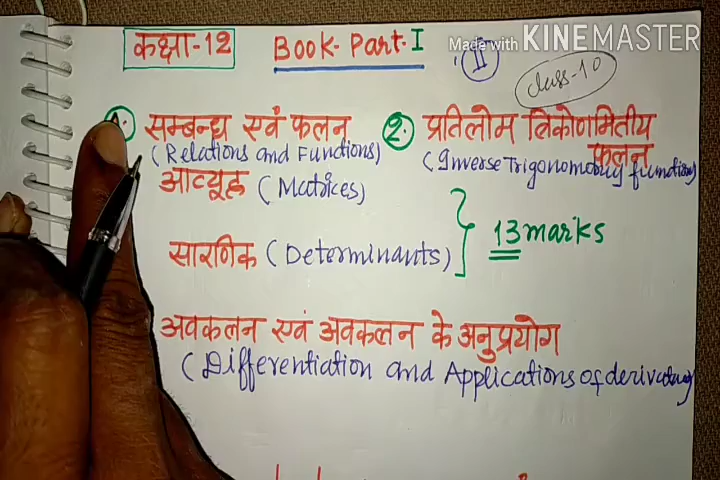 कक्षा-12 Book-Part-I
Made with KINEMASTER
II
Class-10
1. सम्बन्ध एवं फलन
(Relations and Functions)
2. प्रतिलोम त्रिकोणमितीय
फलन
(Inverse Trigonometry functions)
आव्यूह (Matrices)
13 marks
सारणिक (Determinants)
अवकलन एवं अवकलन के अनुप्रयोग
(Differentiation and Applications of